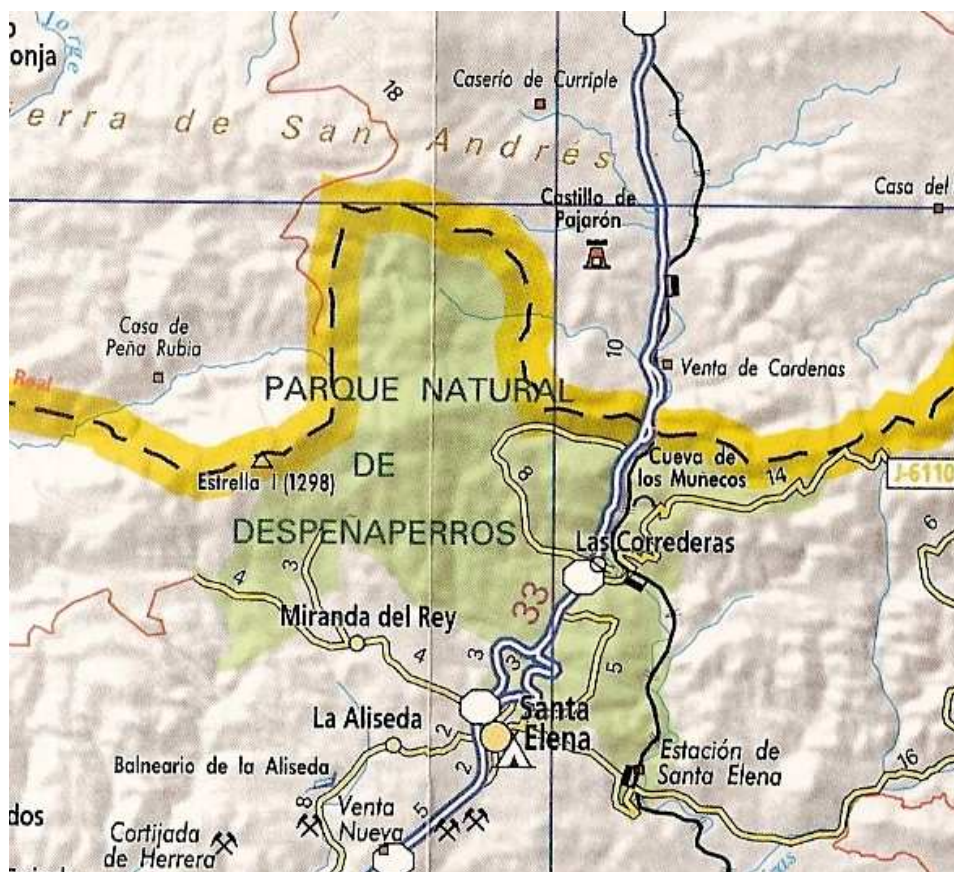 Jorge
onja
18
Caserío de Curriple
erra de San Andrés
Casa del
Castillo de
Pajarón
Casa de
Peña Rubia
10
Venta de Cardenas
Real
PARQUE NATURAL
DE
DESPEÑAPERROS
Estrella I (1298)
8
Cueva de
los Muñecos
14
J-6110
6
Las Correderas
4
3
33
Miranda del Rey
4
3
3
5
Santa
Elena
La Aliseda
2
2
Estación de
Santa Elena
16
Balneario de la Aliseda
8
Venta
Nueva
5
dos
Cortijada
de Herrera